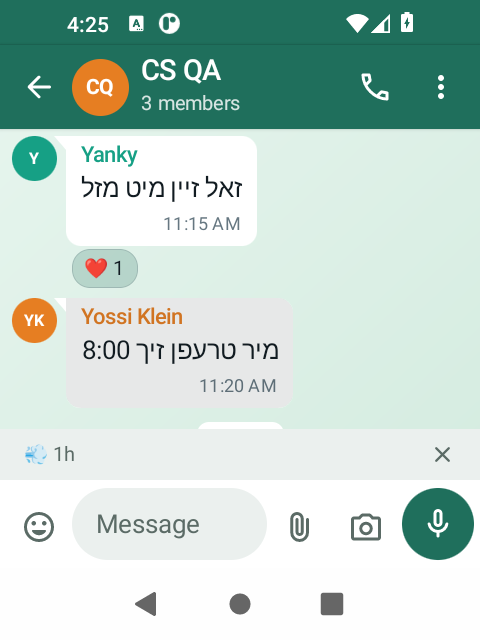 4:25
A
CQ
CS QA
3 members
Y
Yanky
זאל זיין מיט מזל
11:15 AM
❤️ 1
YK
Yossi Klein
מיר טרעפן זיך 8:00
11:20 AM
💨 1h
Message